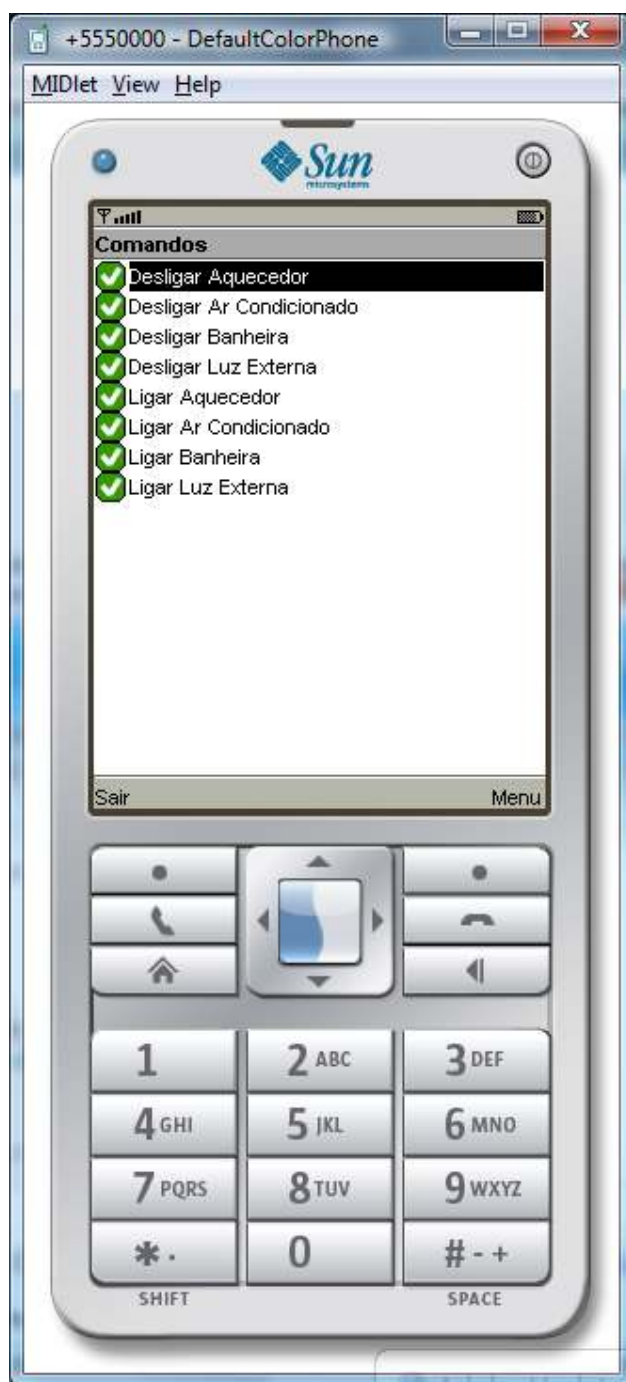 +5550000 - DefaultColorPhone
MIDlet View Help
Sun
microsystems
Comandos
Desligar Aquecedor
Desligar Ar Condicionado
Desligar Banheira
Desligar Luz Externa
Ligar Aquecedor
Ligar Ar Condicionado
Ligar Banheira
Ligar Luz Externa
Sair Menu
1 2 ABC 3 DEF
4 GHI 5 JKL 6 MNO
7 PQRS 8 TUV 9 WXYZ
* . 0 # - +
SHIFT SPACE